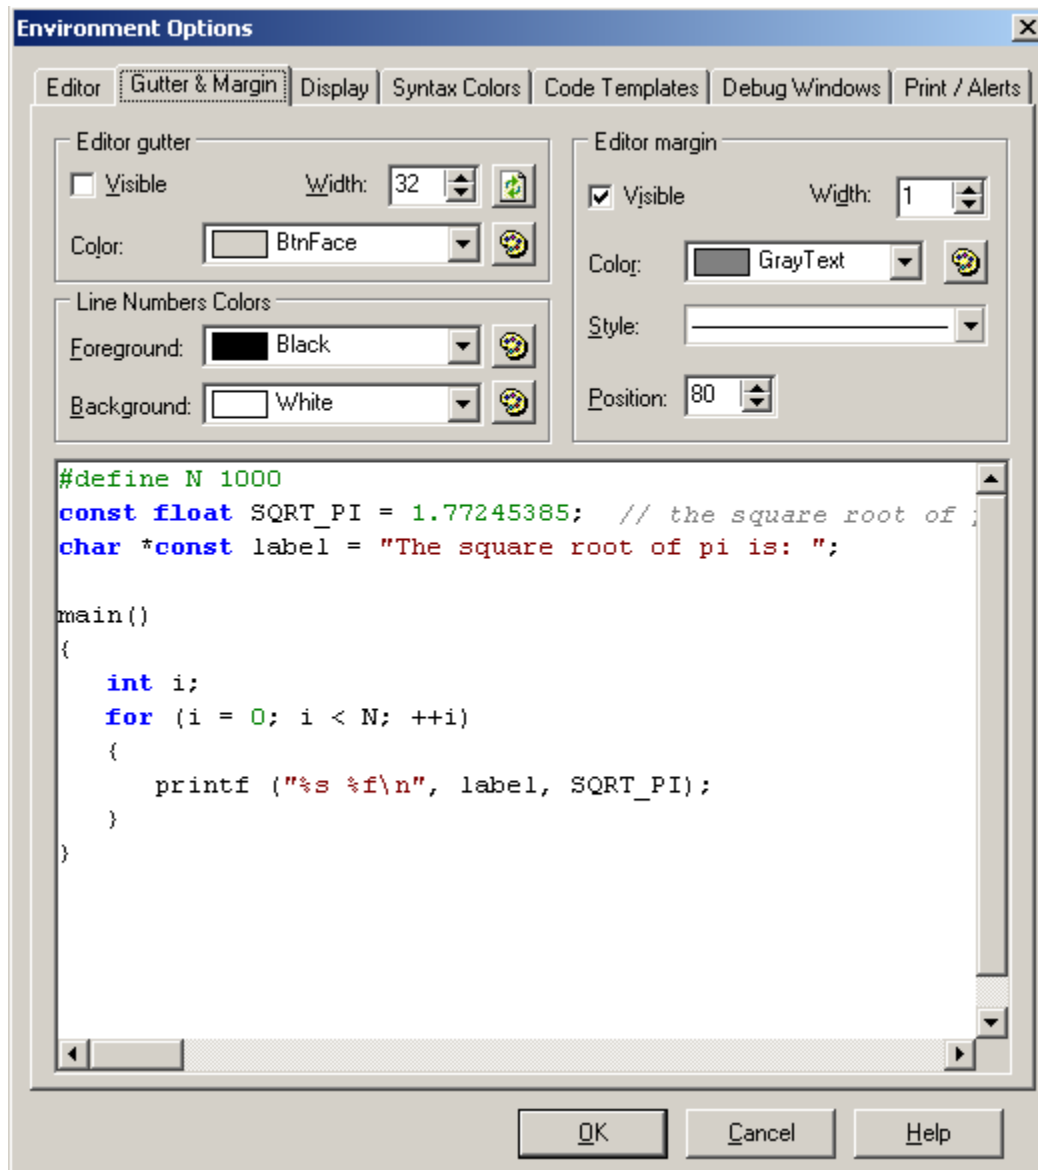 Environment Options
Editor Gutter & Margin Display Syntax Colors Code Templates Debug Windows Print / Alerts
Editor gutter
Visible Width: 32
Color: BtnFace
Line Numbers Colors
Foreground: Black
Background: White
Editor margin
Visible Width: 1
Color: GrayText
Style:
Position: 80
#define N 1000
const float SQRT_PI = 1.77245385;  // the square root of
char *const label = "The square root of pi is: ";
main()
{
   int i;
   for (i = 0; i < N; ++i)
   {
      printf ("%s %f\n", label, SQRT_PI);
   }
}
OK Cancel Help